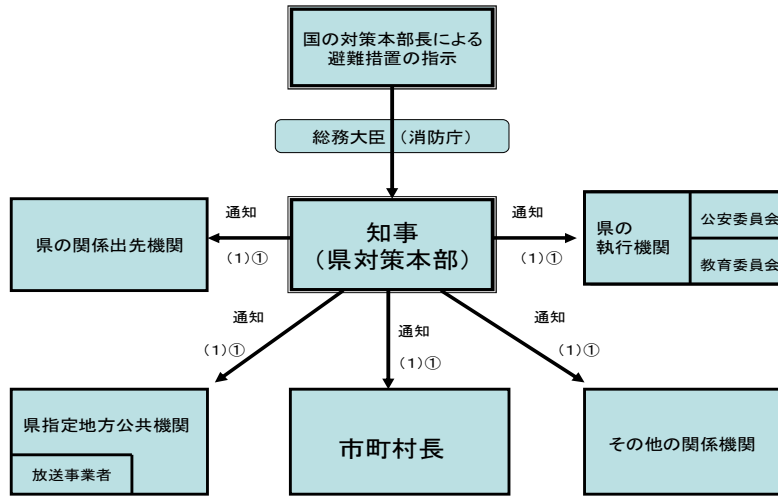 国の対策本部長による
避難措置の指示
総務大臣（消防庁）
県の関係出先機関
通知
(1)①
知事
（県対策本部）
通知
(1)①
県の
執行機関
公安委員会
教育委員会
通知
(1)①
通知
(1)①
通知
(1)①
県指定地方公共機関
放送事業者
市町村長
その他の関係機関